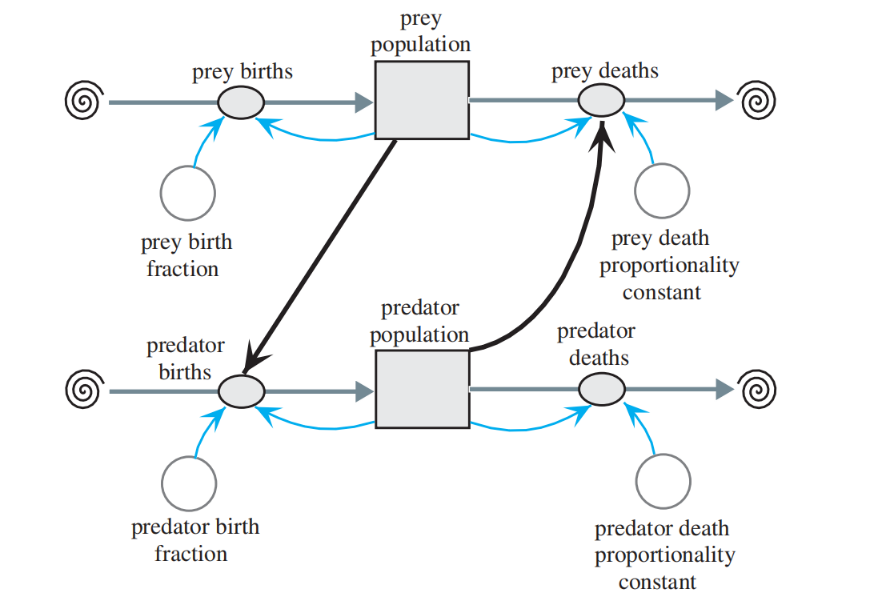 prey
population
prey births
prey deaths
prey birth
fraction
prey death
proportionality
constant
predator
population
predator
births
predator
deaths
predator birth
fraction
predator death
proportionality
constant